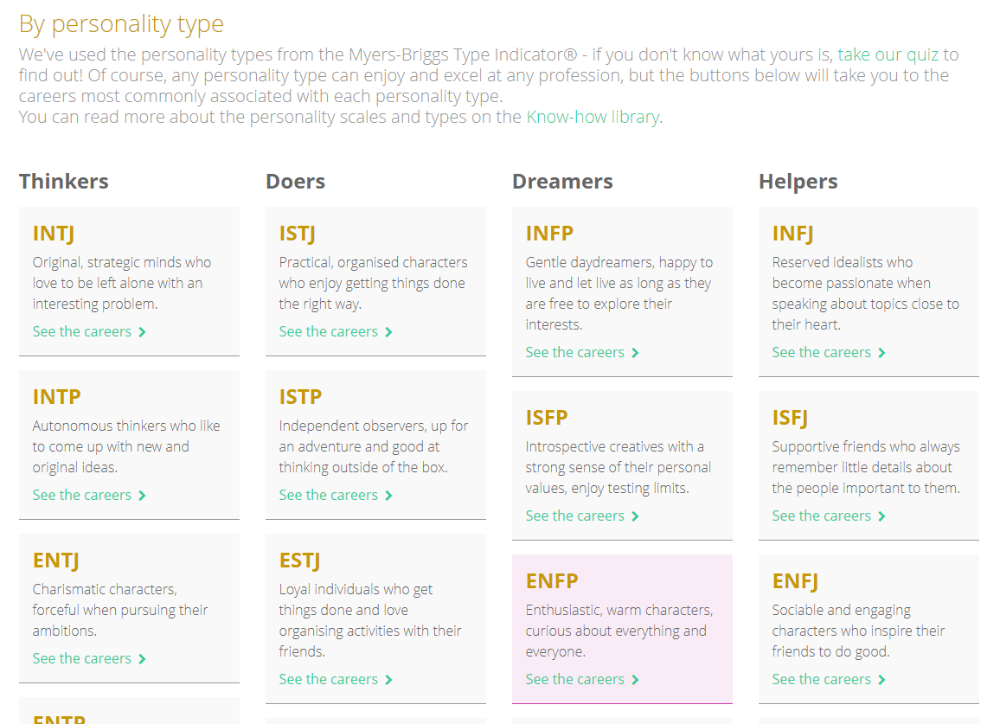 By personality type
We've used the personality types from the Myers-Briggs Type Indicator® - if you don't know what yours is, take our quiz to
find out! Of course, any personality type can enjoy and excel at any profession, but the buttons below will take you to the
careers most commonly associated with each personality type.
You can read more about the personality scales and types on the Know-how library.
Thinkers
INTJ
Original, strategic minds who
love to be left alone with an
interesting problem.
See the careers
INTP
Autonomous thinkers who like
to come up with new and
original ideas.
See the careers
ENTJ
Charismatic characters,
forceful when pursuing their
ambitions.
See the careers
ENTP
Doers
ISTJ
Practical, organised characters
who enjoy getting things done
the right way.
See the careers
ISTP
Independent observers, up for
an adventure and good at
thinking outside of the box.
See the careers
ESTJ
Loyal individuals who get
things done and love
organising activities with their
friends.
See the careers
Dreamers
INFP
Gentle daydreamers, happy to
live and let live as long as they
are free to explore their
interests.
See the careers
ISFP
Introspective creatives with a
strong sense of their personal
values, enjoy testing limits.
See the careers
ENFP
Enthusiastic, warm characters,
curious about everything and
everyone.
See the careers
Helpers
INFJ
Reserved idealists who
become passionate when
speaking about topics close to
their heart.
See the careers
ISFJ
Supportive friends who always
remember little details about
the people important to them.
See the careers
ENFJ
Sociable and engaging
characters who inspire their
friends to do good.
See the careers